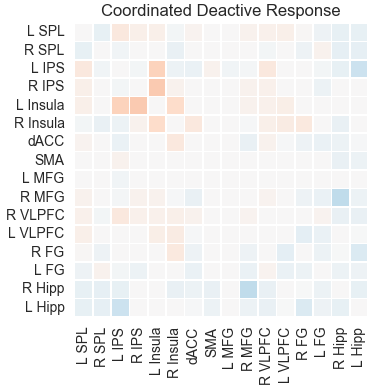 Coordinated Deactive Response
L SPL
R SPL
L IPS
R IPS
L Insula
R Insula
dACC
SMA
L MFG
R MFG
R VLPFC
L VLPFC
R FG
L FG
R Hipp
L Hipp
L SPL
R SPL
L IPS
R IPS
L Insula
R Insula
dACC
SMA
L MFG
R MFG
R VLPFC
L VLPFC
R FG
L FG
R Hipp
L Hipp